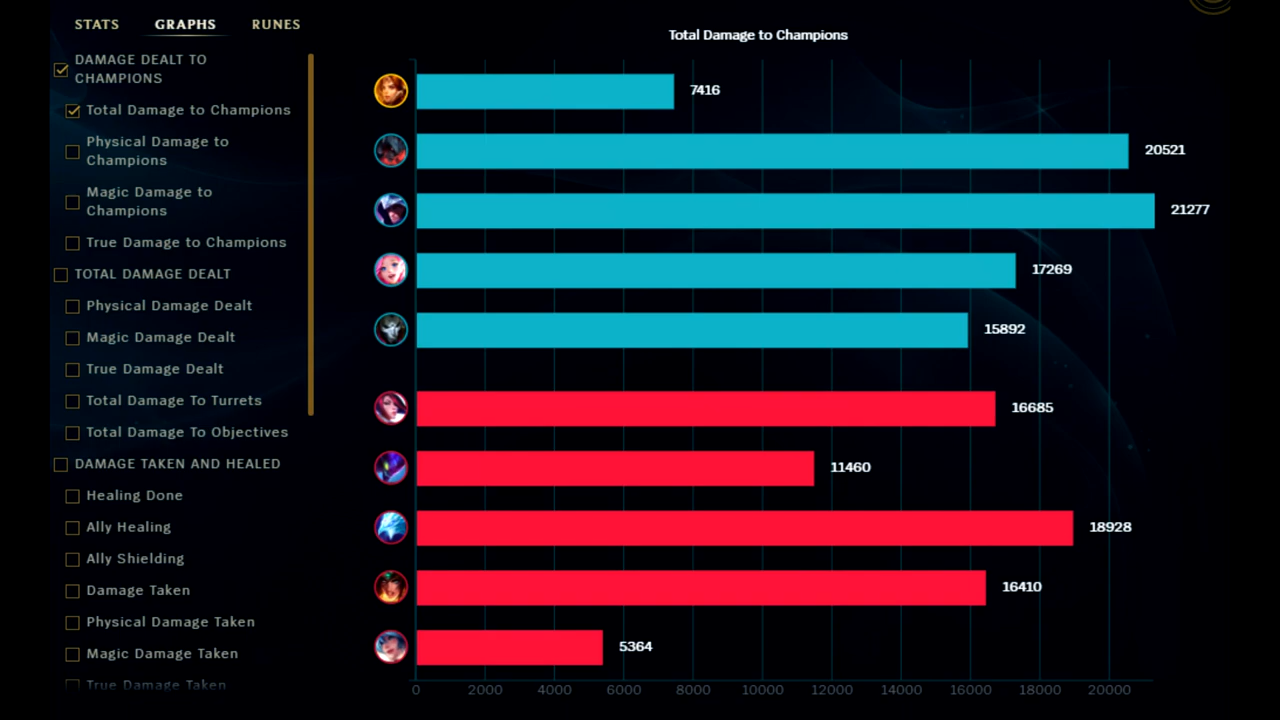 STATS GRAPHS RUNES
DAMAGE DEALT TO
CHAMPIONS
Total Damage to Champions
Physical Damage to
Champions
Magic Damage to
Champions
True Damage to Champions
TOTAL DAMAGE DEALT
Physical Damage Dealt
Magic Damage Dealt
True Damage Dealt
Total Damage To Turrets
Total Damage To Objectives
DAMAGE TAKEN AND HEALED
Healing Done
Ally Healing
Ally Shielding
Damage Taken
Physical Damage Taken
Magic Damage Taken
True Damage Taken
Total Damage to Champions
7416
20521
21277
17269
15892
16685
11460
18928
16410
5364
0 2000 4000 6000 8000 10000 12000 14000 16000 18000 20000